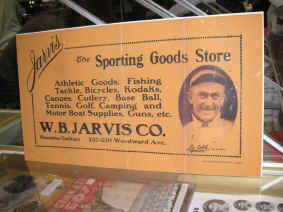 Jarvis
The Sporting Goods Store
Athletic Goods, Fishing
Tackle, Bicycles, Kodaks,
Canoes, Cutlery, Base Ball,
Tennis, Golf, Camping and
Motor Boat Supplies, Guns, etc.
W. B. JARVIS CO.
Woodward Ave.